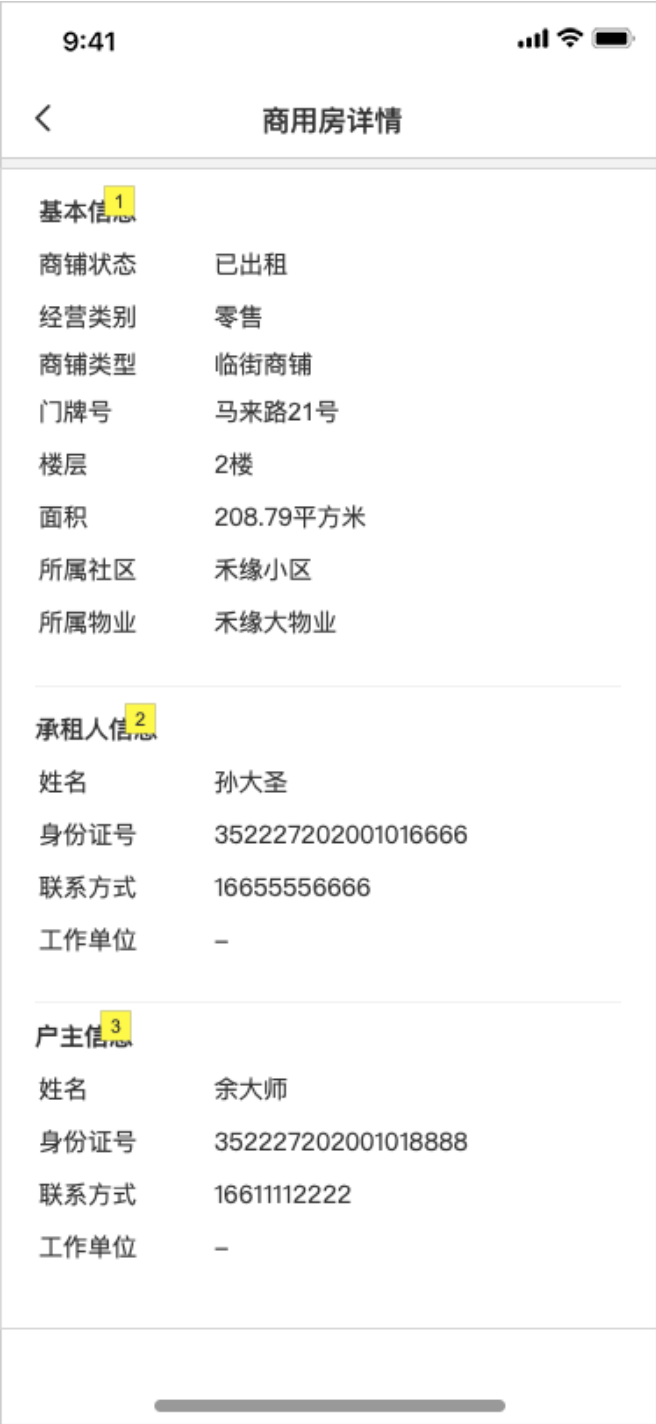 9:41
商用房详情
基本信息 1
商铺状态 已出租
经营类别 零售
商铺类型 临街商铺
门牌号 马来路21号
楼层 2楼
面积 208.79平方米
所属社区 禾缘小区
所属物业 禾缘大物业
承租人信息 2
姓名 孙大圣
身份证号 352227202001016666
联系方式 16655556666
工作单位 –
户主信息 3
姓名 余大师
身份证号 352227202001018888
联系方式 16611112222
工作单位 –